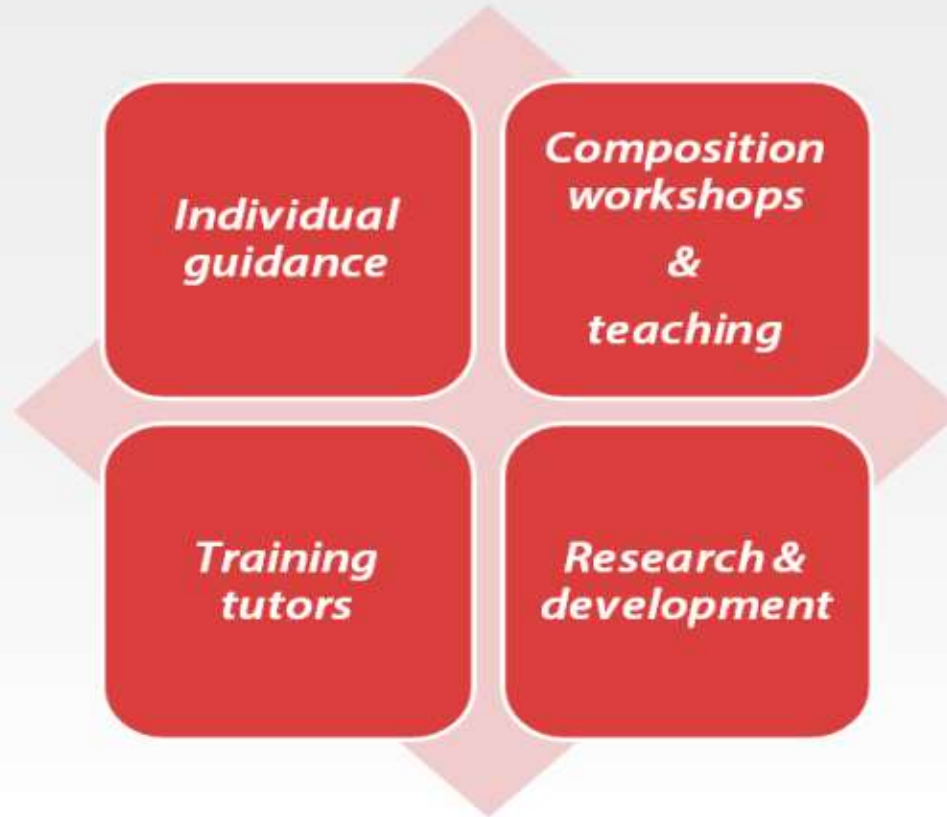 Individual
guidance
Composition
workshops
&
teaching
Training
tutors
Research &
development